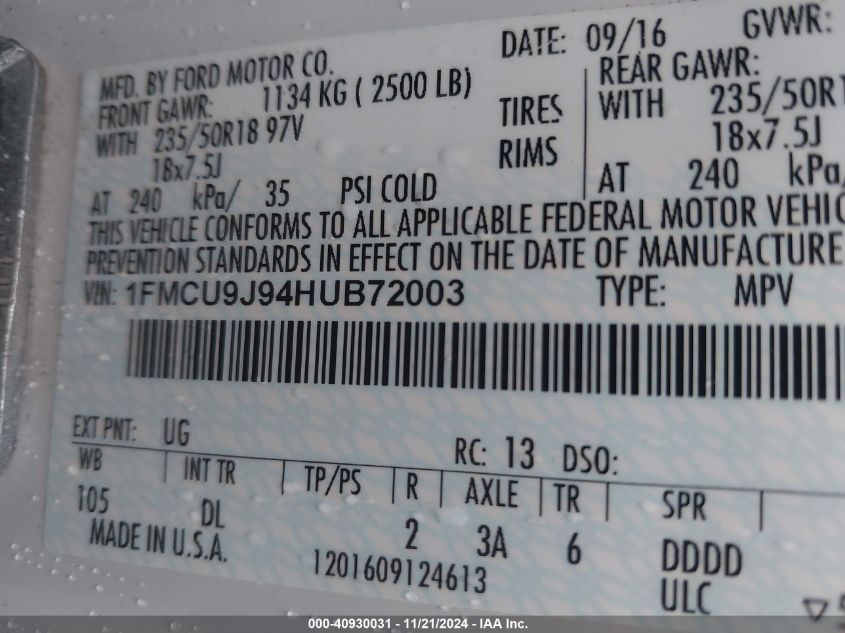 MFD. BY FORD MOTOR CO.
DATE: 09/16
GVWR:
FRONT GAWR: 1134 KG ( 2500 LB)
REAR GAWR:
WITH 235/50R18 97V
TIRES
WITH 235/50R1
18x7.5J
RIMS
18x7.5J
AT 240 kPa/ 35 PSI COLD
AT 240 kPa/
THIS VEHICLE CONFORMS TO ALL APPLICABLE FEDERAL MOTOR VEHIC
PREVENTION STANDARDS IN EFFECT ON THE DATE OF MANUFACTURE
VIN: 1FMCU9J94HUB72003
TYPE: MPV
EXT PNT: UG
RC: 13 DSO:
WB INT TR TP/PS R AXLE TR SPR
105 DL 2 3A 6 DDDD
MADE IN U.S.A.
1201609124613
ULC
000-40930031 - 11/21/2024 - IAA Inc.